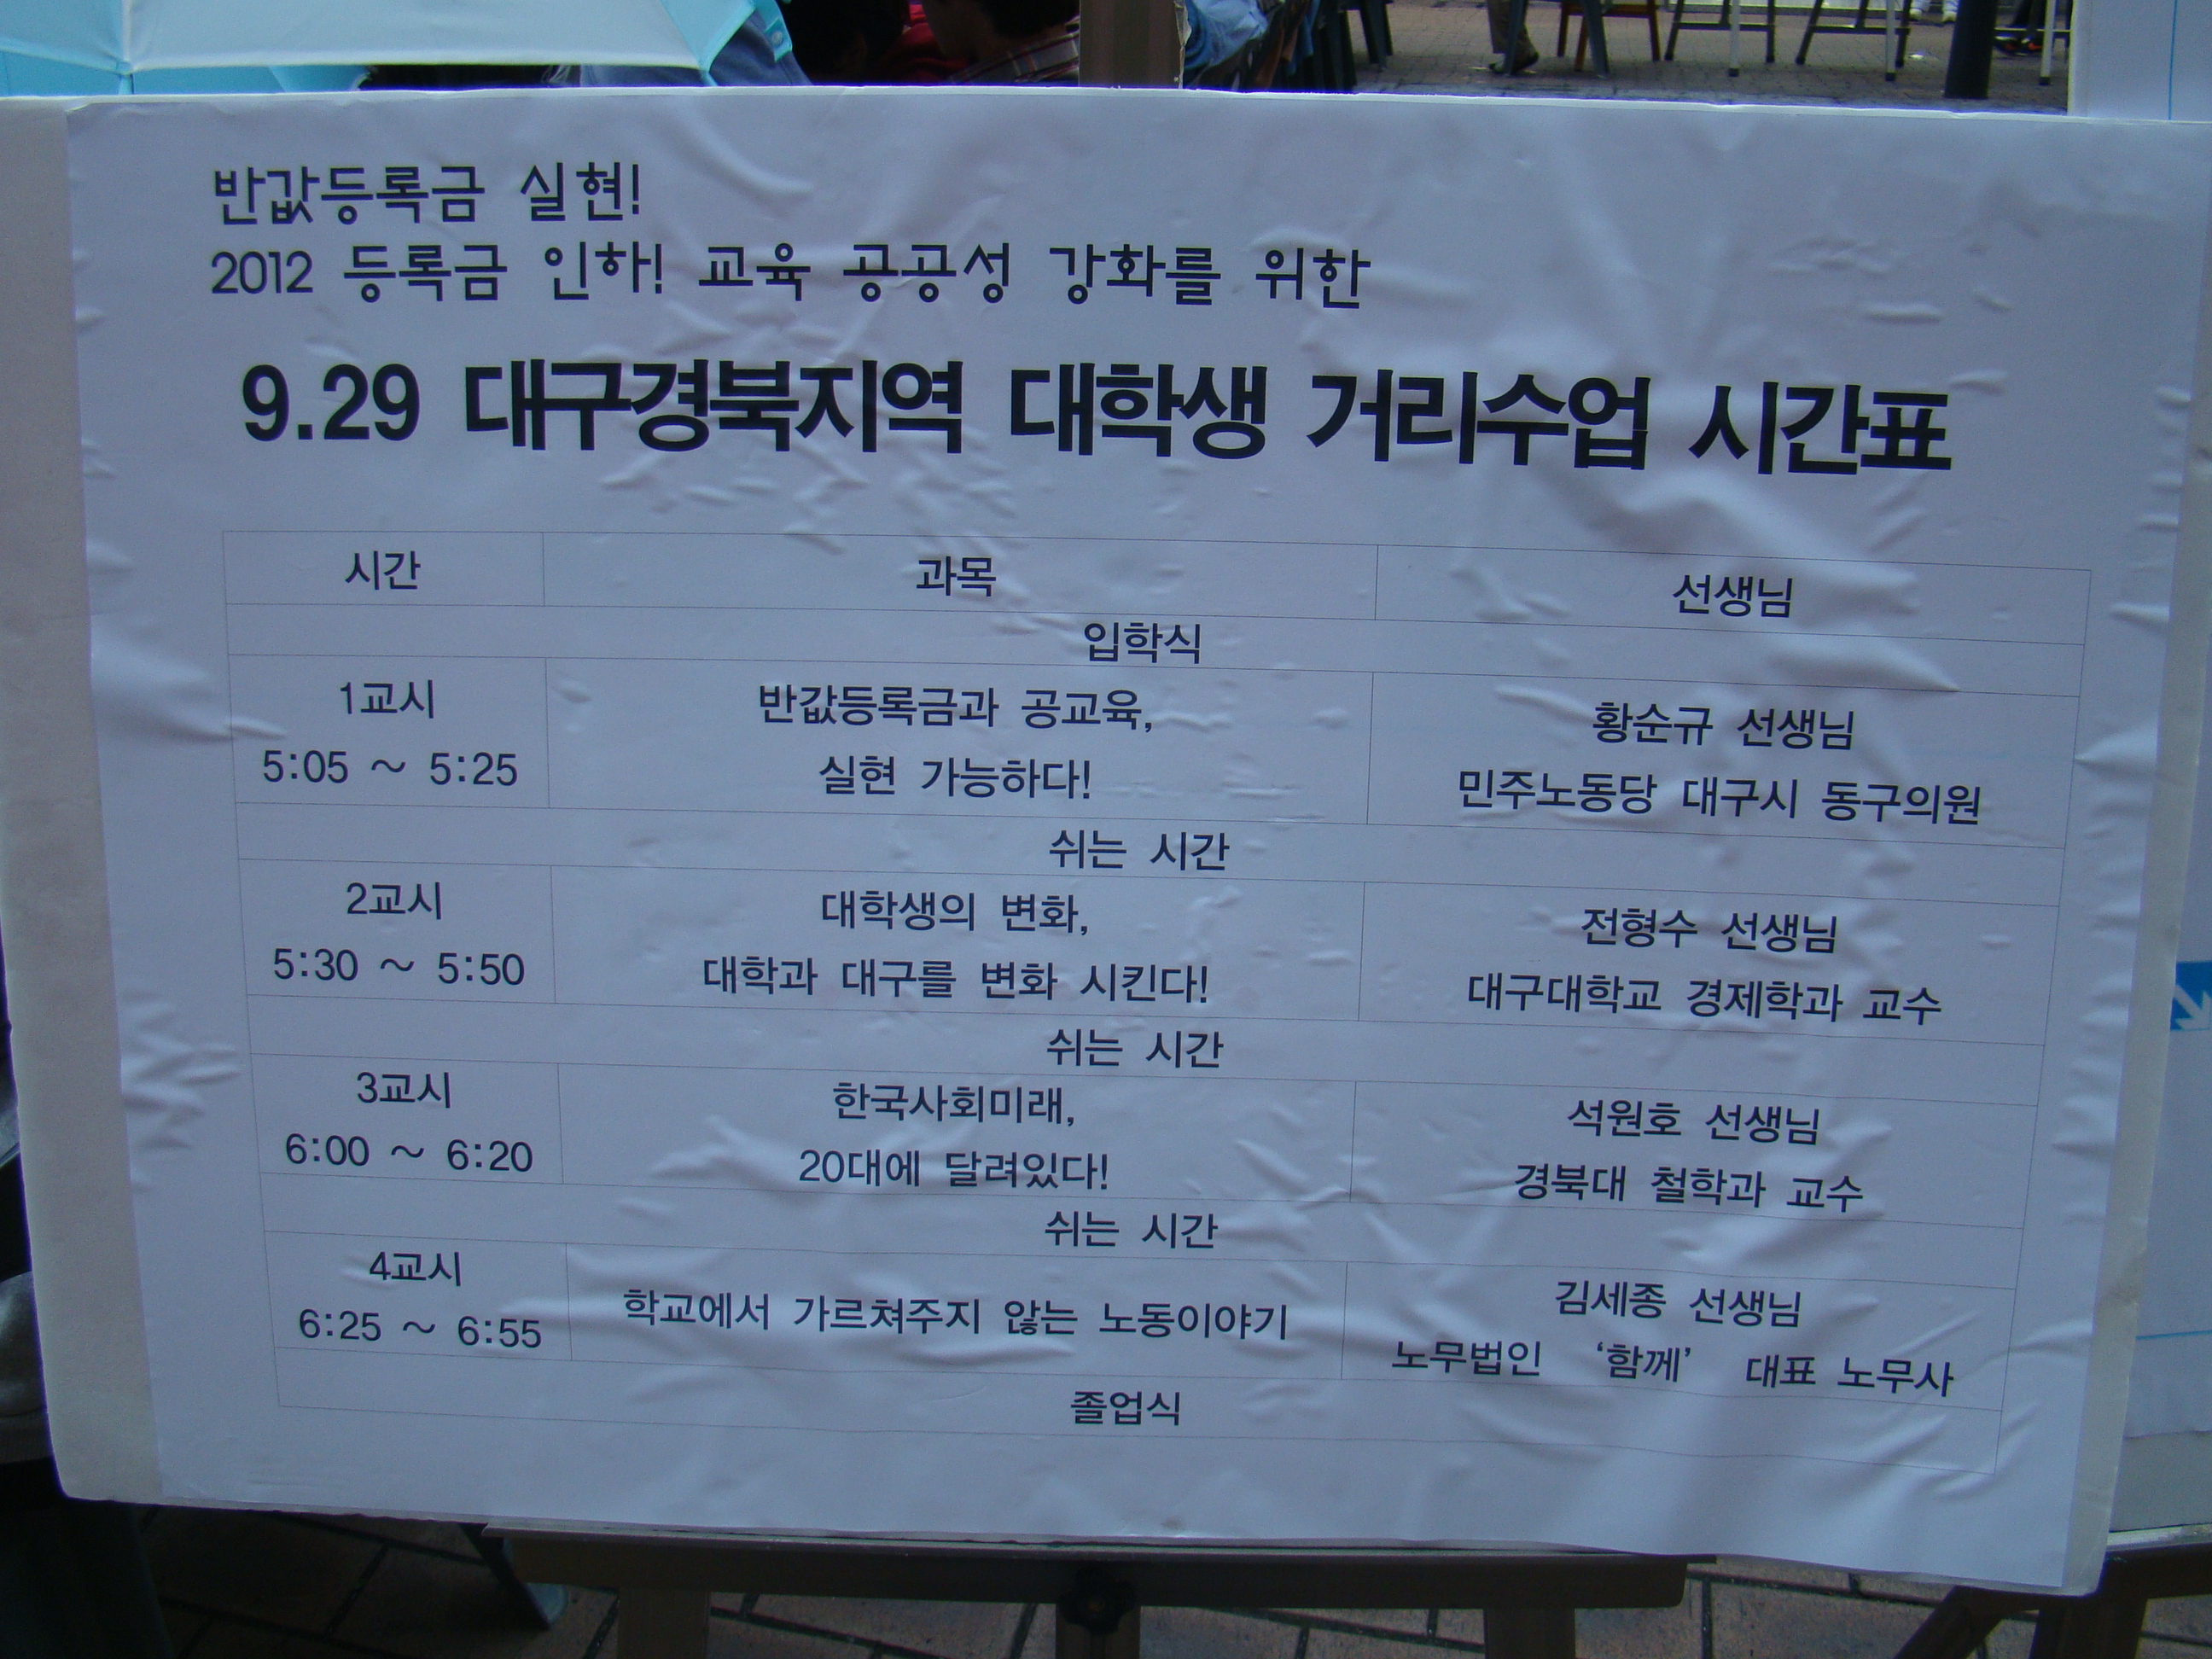 반값등록금 실현!
2012 등록금 인하! 교육 공공성 강화를 위한
9.29 대구경북지역 대학생 거리수업 시간표
시간 과목 선생님
입학식
1교시
5:05 ~ 5:25
반값등록금과 공교육,
실현 가능하다!
황순규 선생님
민주노동당 대구시 동구의원
쉬는 시간
2교시
5:30 ~ 5:50
대학생의 변화,
대학과 대구를 변화 시킨다!
전형수 선생님
대구대학교 경제학과 교수
쉬는 시간
3교시
6:00 ~ 6:20
한국사회미래,
20대에 달려있다!
석원호 선생님
경북대 철학과 교수
쉬는 시간
4교시
6:25 ~ 6:55
학교에서 가르쳐주지 않는 노동이야기
김세종 선생님
노무법인 ‘함께’ 대표 노무사
졸업식